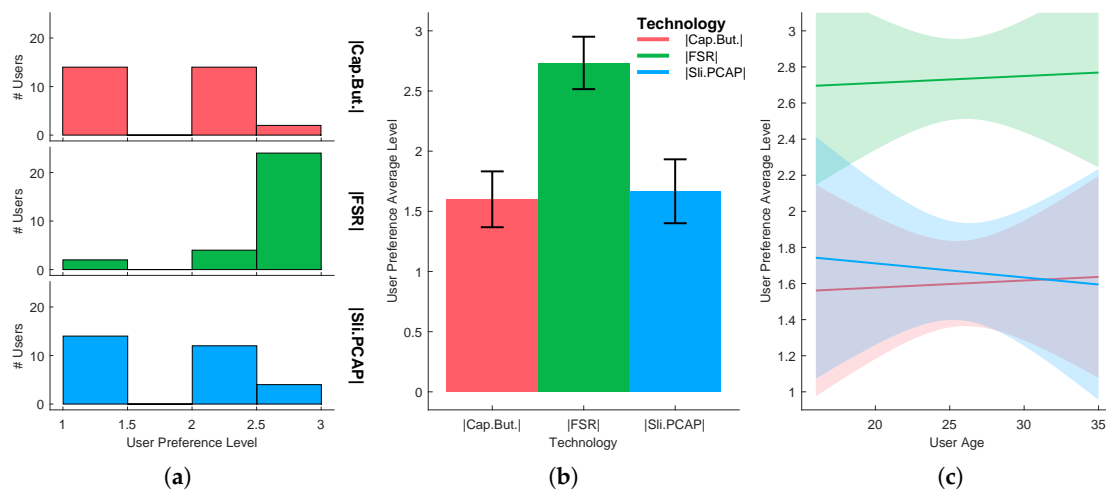 # Users
20
10
0
|Cap.But.|
# Users
20
10
0
|FSR|
# Users
20
10
0
|Sli.PCAP|
1 1.5 2 2.5 3
User Preference Level
(a)
User Preference Average Level
3
2.5
2
1.5
1
0.5
0
Technology
|Cap.But.|
|FSR|
|Sli.PCAP|
|Cap.But.| |FSR| |Sli.PCAP|
Technology
(b)
User Preference Average Level
3
2.8
2.6
2.4
2.2
2
1.8
1.6
1.4
1.2
1
20 25 30 35
User Age
(c)